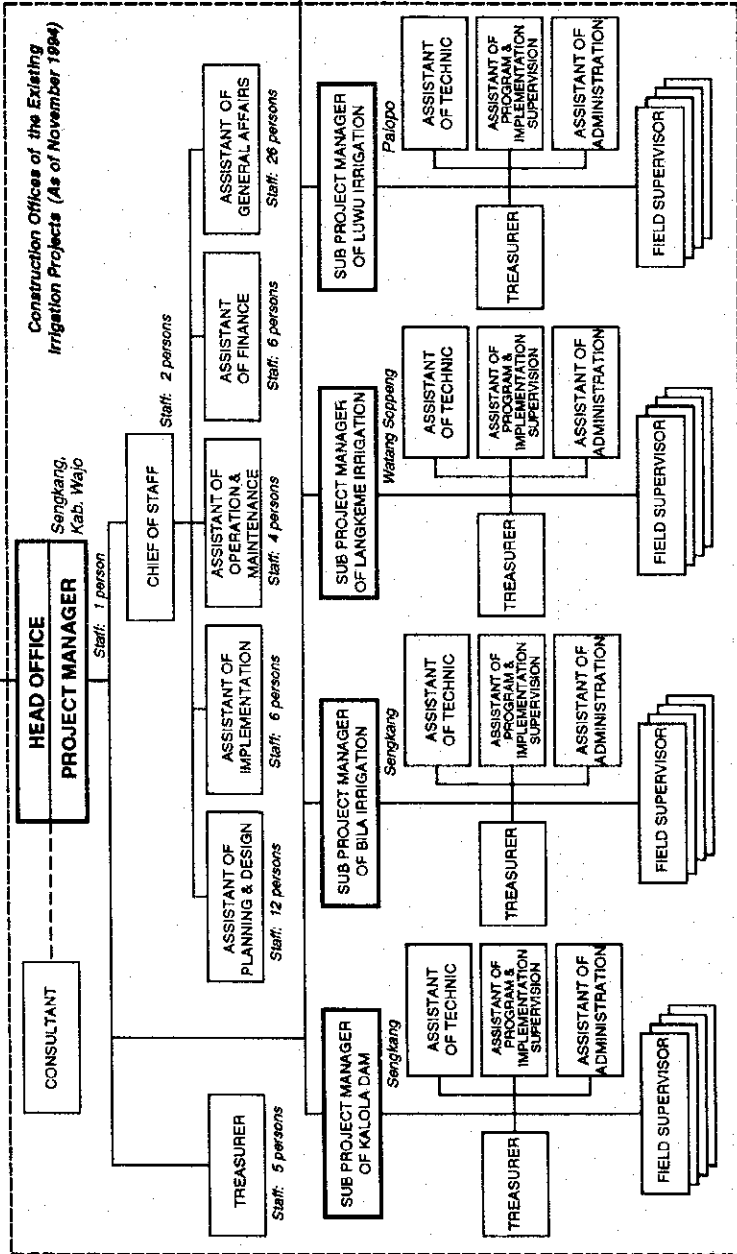 Construction Offices of the Existing
Irrigation Projects (As of November 1994)
HEAD OFFICE
PROJECT MANAGER
Sengkang,
Kab. Wajo
Staff: 1 person
CONSULTANT
CHIEF OF STAFF
Staff: 2 persons
TREASURER
Staff: 5 persons
ASSISTANT OF
PLANNING & DESIGN
Staff: 12 persons
ASSISTANT OF
IMPLEMENTATION
Staff: 6 persons
ASSISTANT OF
OPERATION &
MAINTENANCE
Staff: 4 persons
ASSISTANT
OF FINANCE
Staff: 6 persons
ASSISTANT OF
GENERAL AFFAIRS
Staff: 26 persons
SUB PROJECT MANAGER
OF KALOLA DAM
Sengkang
ASSISTANT
OF TECHNIC
ASSISTANT OF
PROGRAM &
IMPLEMENTATION
SUPERVISION
ASSISTANT OF
ADMINISTRATION
TREASURER
FIELD SUPERVISOR
SUB PROJECT MANAGER
OF BILA IRRIGATION
Sengkang
ASSISTANT
OF TECHNIC
ASSISTANT OF
PROGRAM &
IMPLEMENTATION
SUPERVISION
ASSISTANT OF
ADMINISTRATION
TREASURER
FIELD SUPERVISOR
SUB PROJECT MANAGER
OF LANGKEME IRRIGATION
Watang Soppeng
ASSISTANT
OF TECHNIC
ASSISTANT OF
PROGRAM &
IMPLEMENTATION
SUPERVISION
ASSISTANT OF
ADMINISTRATION
TREASURER
FIELD SUPERVISOR
SUB PROJECT MANAGER
OF LUWU IRRIGATION
Palopo
ASSISTANT
OF TECHNIC
ASSISTANT OF
PROGRAM &
IMPLEMENTATION
SUPERVISION
ASSISTANT OF
ADMINISTRATION
TREASURER
FIELD SUPERVISOR